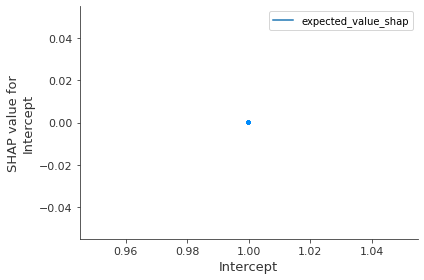 expected_value_shap
0.04
0.02
0.00
−0.02
−0.04
SHAP value for
Intercept
0.96
0.98
1.00
1.02
1.04
Intercept